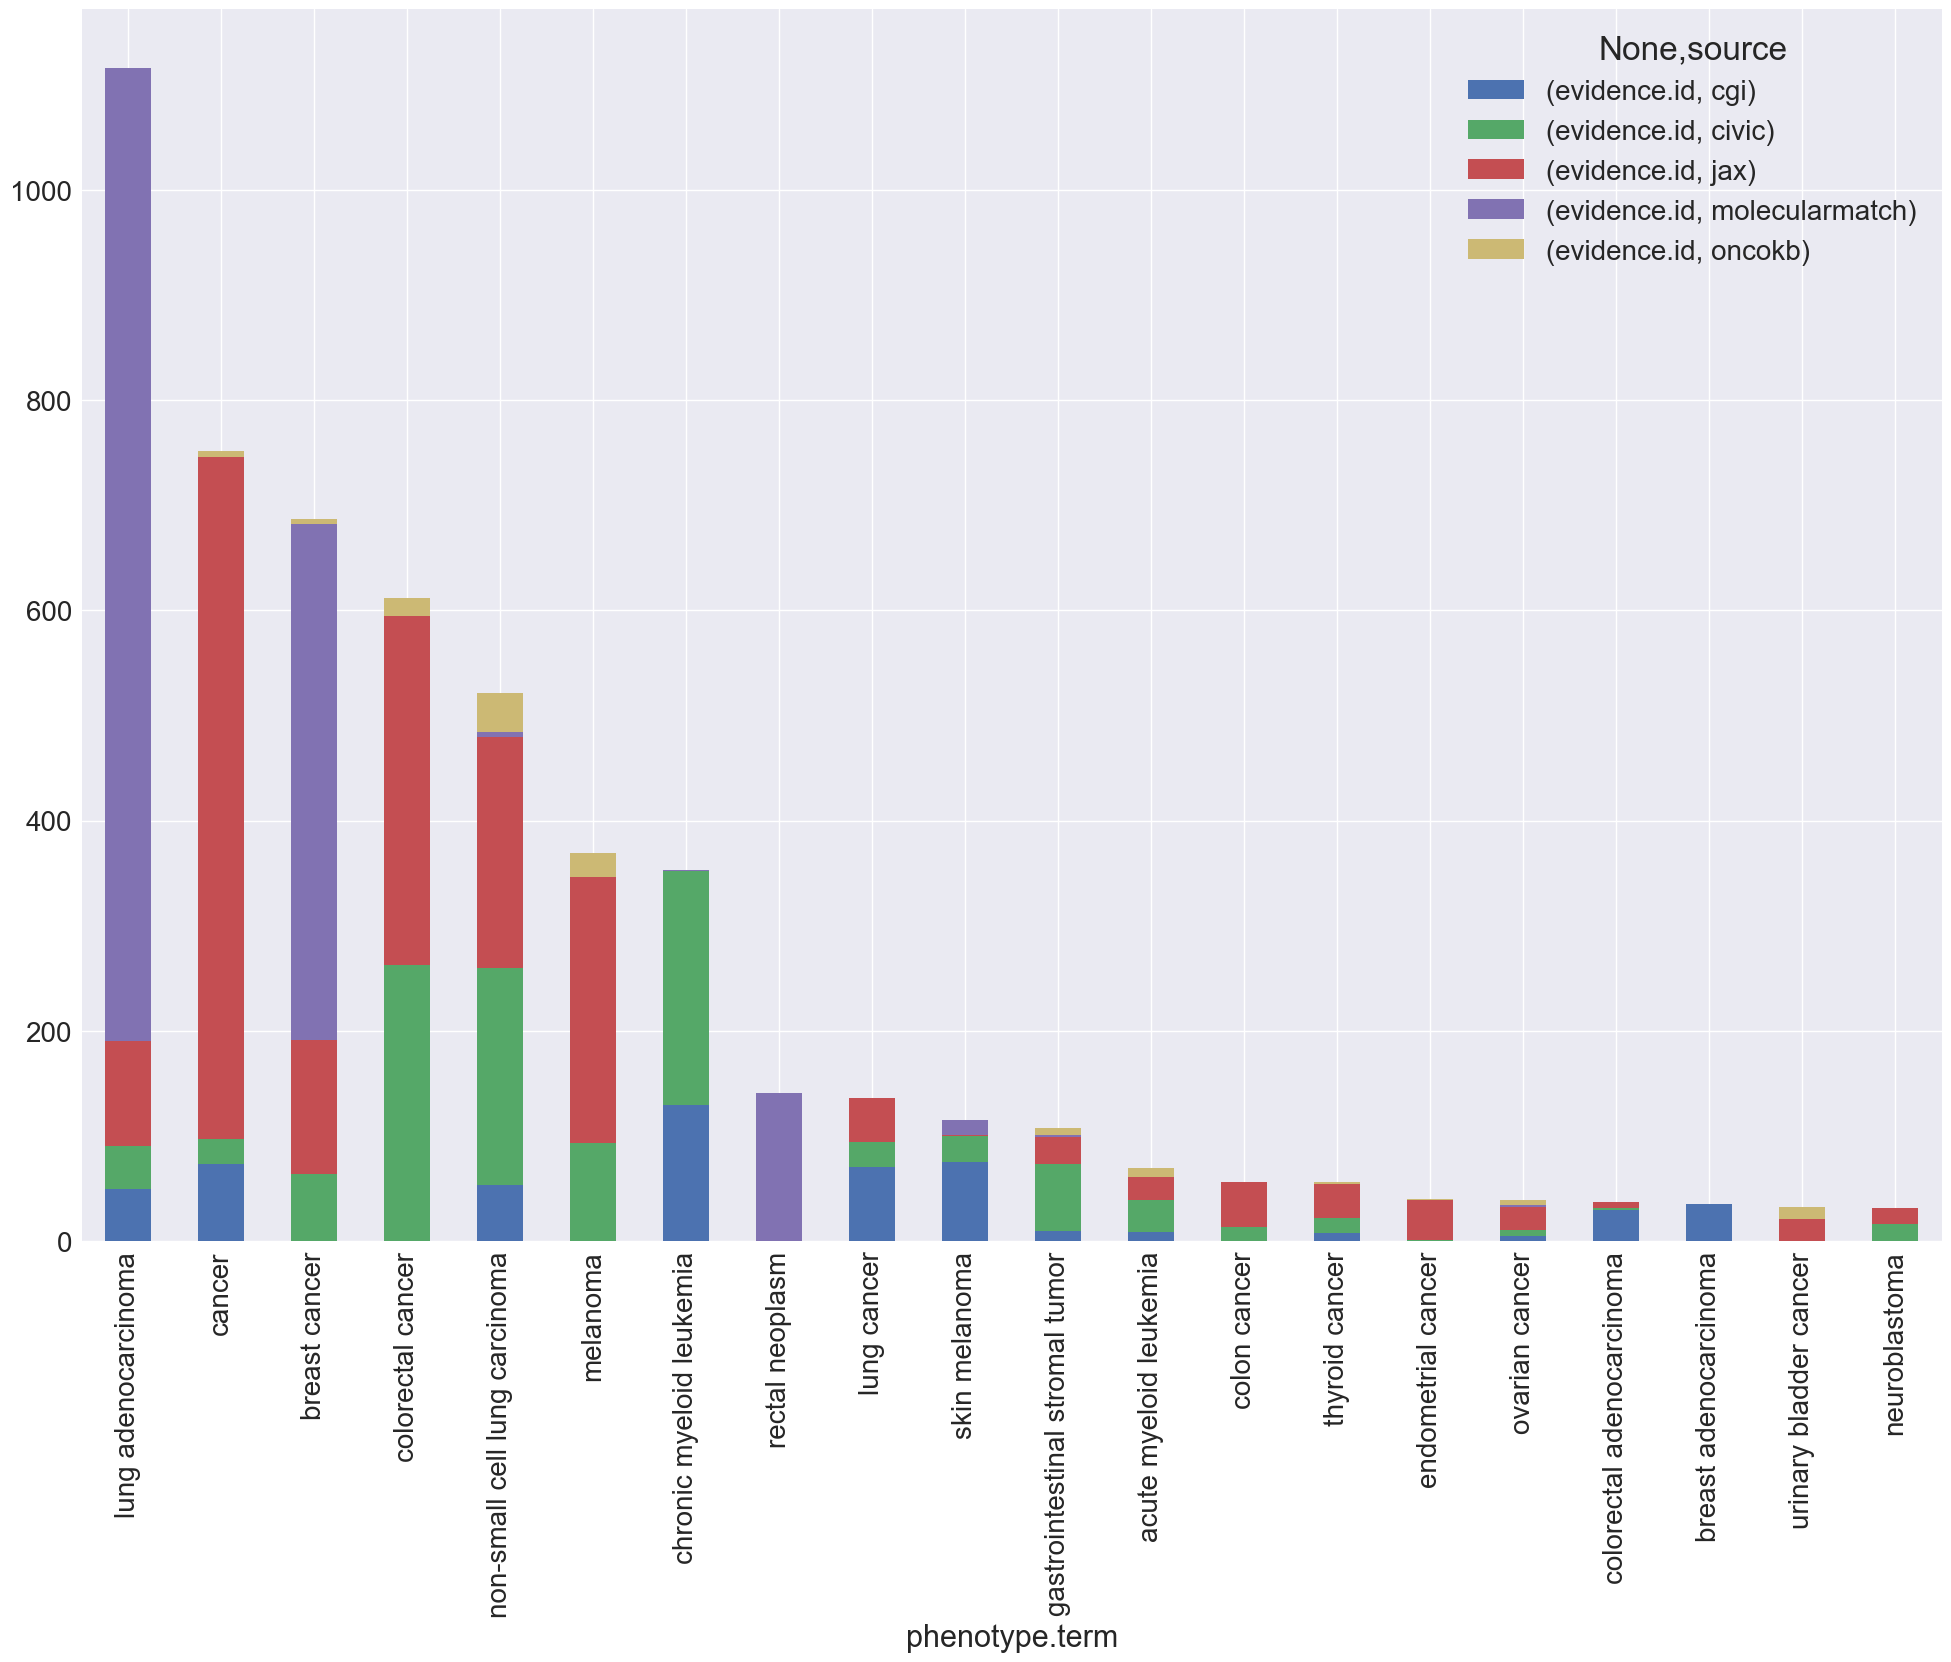 None,source
(evidence.id, cgi)
(evidence.id, civic)
(evidence.id, jax)
(evidence.id, molecularmatch)
(evidence.id, oncokb)
1000
800
600
400
200
0
lung adenocarcinoma
cancer
breast cancer
colorectal cancer
non-small cell lung carcinoma
melanoma
chronic myeloid leukemia
rectal neoplasm
lung cancer
skin melanoma
gastrointestinal stromal tumor
acute myeloid leukemia
colon cancer
thyroid cancer
endometrial cancer
ovarian cancer
colorectal adenocarcinoma
breast adenocarcinoma
urinary bladder cancer
neuroblastoma
phenotype.term